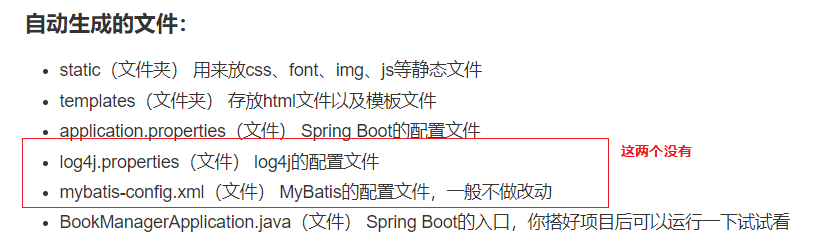 自动生成的文件：
static（文件夹） 用来放css、font、img、js等静态文件
templates（文件夹） 存放html文件以及模板文件
application.properties（文件） Spring Boot的配置文件
log4j.properties（文件） log4j的配置文件
这两个没有
mybatis-config.xml（文件） MyBatis的配置文件，一般不做改动
BookManagerApplication.java（文件） Spring Boot的入口，你搭好项目后可以运行一下试试看